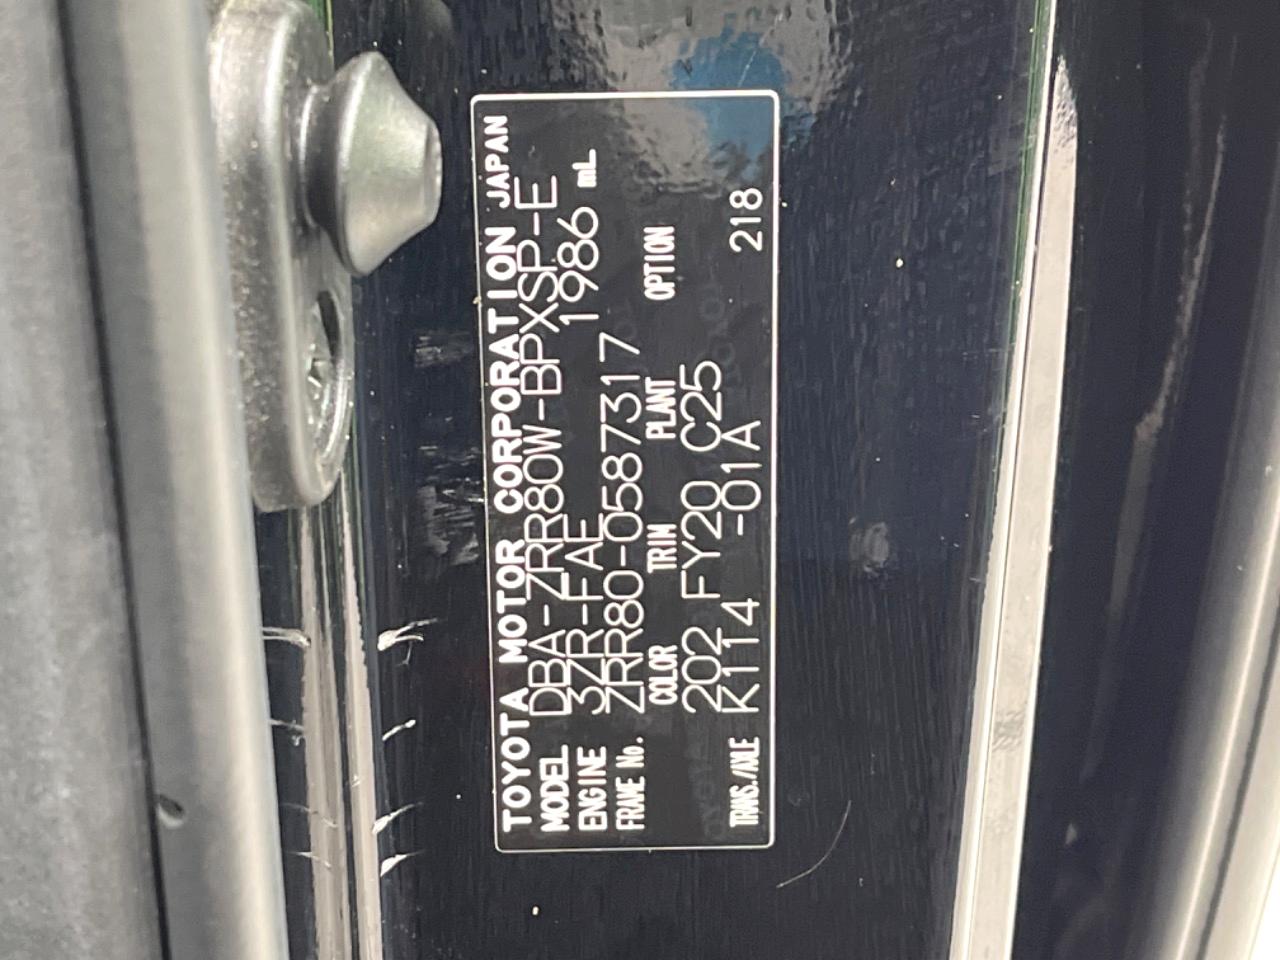 TOYOTA MOTOR CORPORATION JAPAN
MODEL DBA-ZRR80W-BPXSP-E
ENGINE 3ZR-FAE 1986 mL
FRAME No. ZRR80-0587317
COLOR TRIM PLANT OPTION
202 FY20 C25
TRANS./AXLE K114 -01A 218